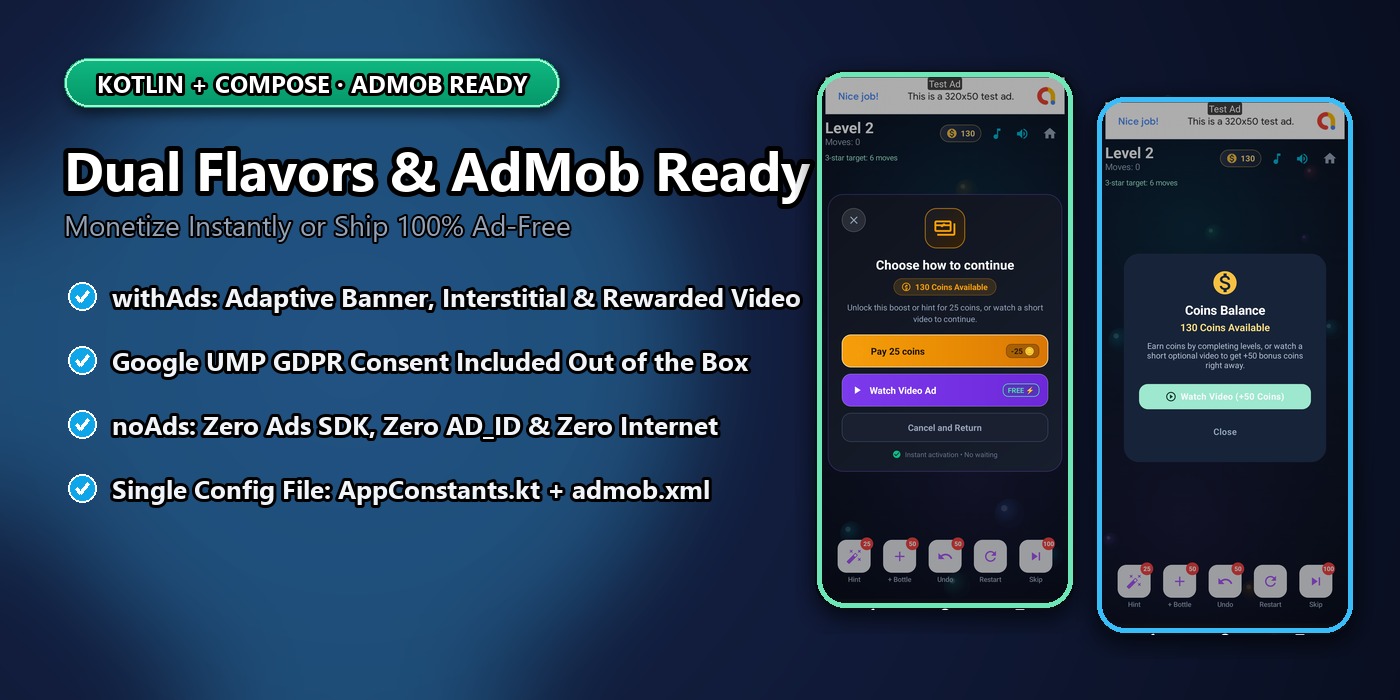 KOTLIN + COMPOSE · ADMOB READY
Dual Flavors & AdMob Ready
Monetize Instantly or Ship 100% Ad-Free
withAds: Adaptive Banner, Interstitial & Rewarded Video
Google UMP GDPR Consent Included Out of the Box
noAds: Zero Ads SDK, Zero AD_ID & Zero Internet
Single Config File: AppConstants.kt + admob.xml
Test Ad
Nice job!
This is a 320x50 test ad.
Level 2
130
Moves: 0
3-star target: 6 moves
Choose how to continue
130 Coins Available
Unlock this boost or hint for 25 coins, or watch a short
video to continue.
Pay 25 coins
-25
Watch Video Ad
FREE ⚡
Cancel and Return
Instant activation • No waiting
25
50
50
100
Hint
+ Bottle
Undo
Restart
Skip
Test Ad
Nice job!
This is a 320x50 test ad.
Level 2
130
Moves: 0
3-star target: 6 moves
Coins Balance
130 Coins Available
Earn coins by completing levels, or watch a
short optional video to get +50 bonus coins
right away.
Watch Video (+50 Coins)
Close
25
50
50
100
Hint
+ Bottle
Undo
Restart
Skip